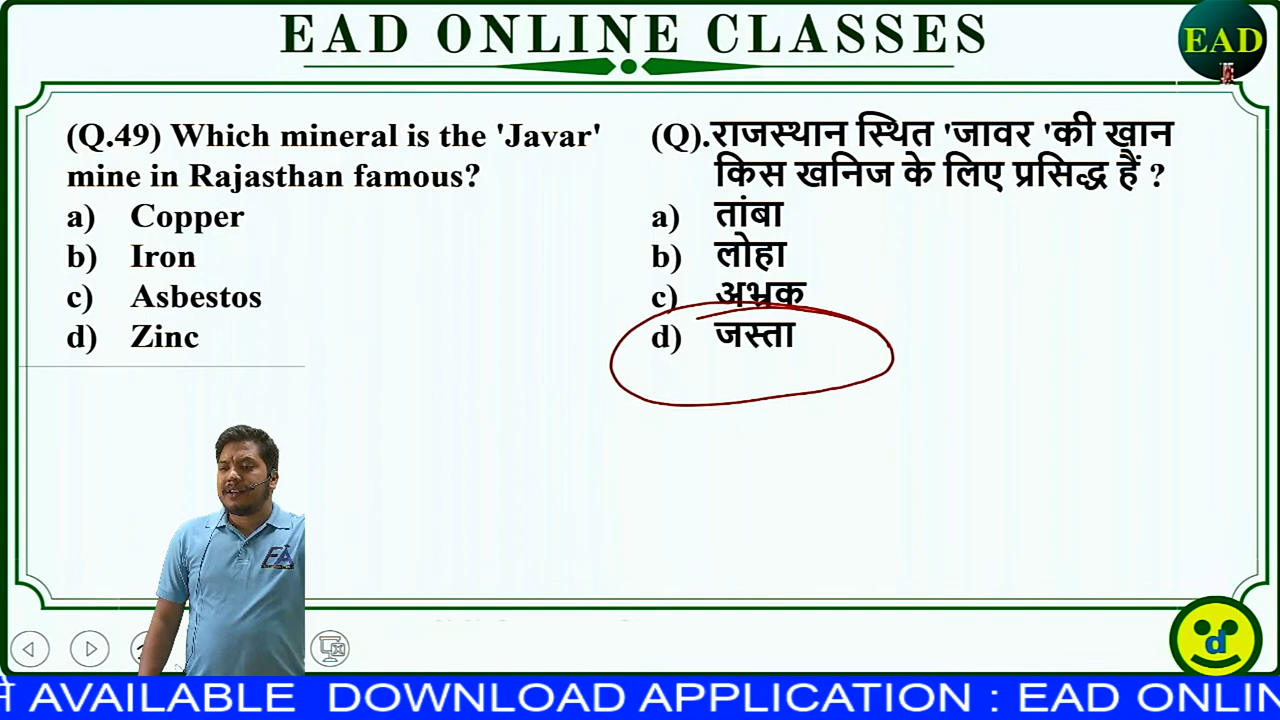 EAD ONLINE CLASSES
EAD
(Q.49) Which mineral is the 'Javar'
mine in Rajasthan famous?
a) Copper
b) Iron
c) Asbestos
d) Zinc
(Q).राजस्थान स्थित 'जावर 'की खान
किस खनिज के लिए प्रसिद्ध हैं ?
a) तांबा
b) लोहा
c) अभ्रक
d) जस्ता
d
AVAILABLE DOWNLOAD APPLICATION : EAD ONLIN